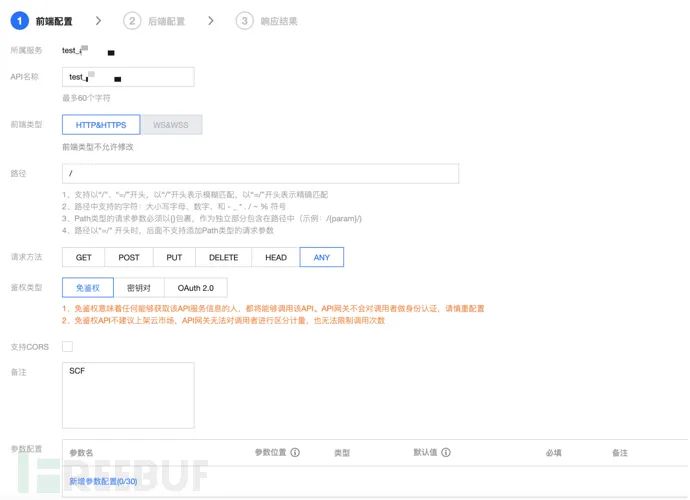 1 前端配置 > 2 后端配置 > 3 响应结果
所属服务 test_
API名称 test_
最多60个字符
前端类型 HTTP&HTTPS WS&WSS
前端类型不允许修改
路径 /
1、支持以“/”、“=/”开头，以“/”开头表示模糊匹配，以“=/”开头表示精确匹配
2、路径中支持的字符：大小写字母、数字、和 - _ * . / ~ % 符号
3、Path类型的请求参数必须以{}包裹，作为独立部分包含在路径中（示例：/{param}/)
4、路径以“=/” 开头时，后面不支持添加Path类型的请求参数
请求方法 GET POST PUT DELETE HEAD ANY
鉴权类型 免鉴权 密钥对 OAuth 2.0
1、免鉴权意味着任何能够获取该API服务信息的人，都将能够调用该API。API网关不会对调用者做身份认证，请慎重配置
2、免鉴权API不建议上架云市场，API网关无法对调用者进行区分计量，也无法限制调用次数
支持CORS
备注 SCF
参数配置 参数名 参数位置 类型 默认值 必填 备注
新增参数配置(0/30)
FREEBUF